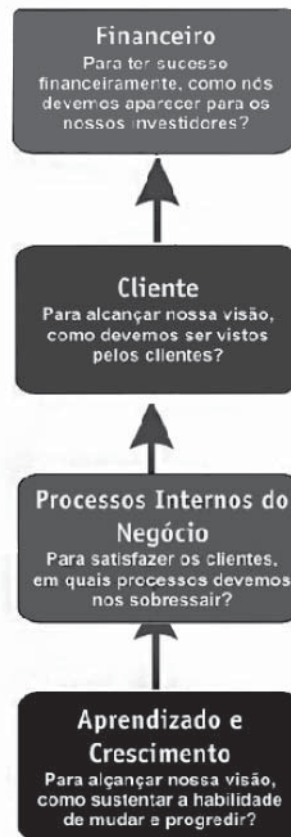 Financeiro
Para ter sucesso
financeiramente, como nós
devemos aparecer para os
nossos investidores?
Cliente
Para alcançar nossa visão,
como devemos ser vistos
pelos clientes?
Processos Internos do
Negócio
Para satisfazer os clientes,
em quais processos devemos
nos sobressair?
Aprendizado e
Crescimento
Para alçançar nossa visão,
como sustentar a habilidade
de mudar e progredir?